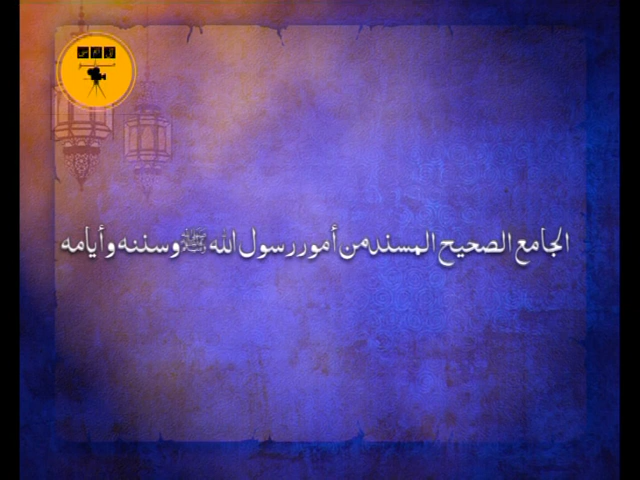 الجامع الصحيح المسند من أمور رسول الله ﷺ وسننه وأيامه